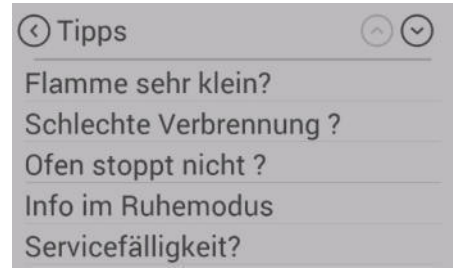 Tipps
Flamme sehr klein?
Schlechte Verbrennung ?
Ofen stoppt nicht ?
Info im Ruhemodus
Servicefälligkeit?